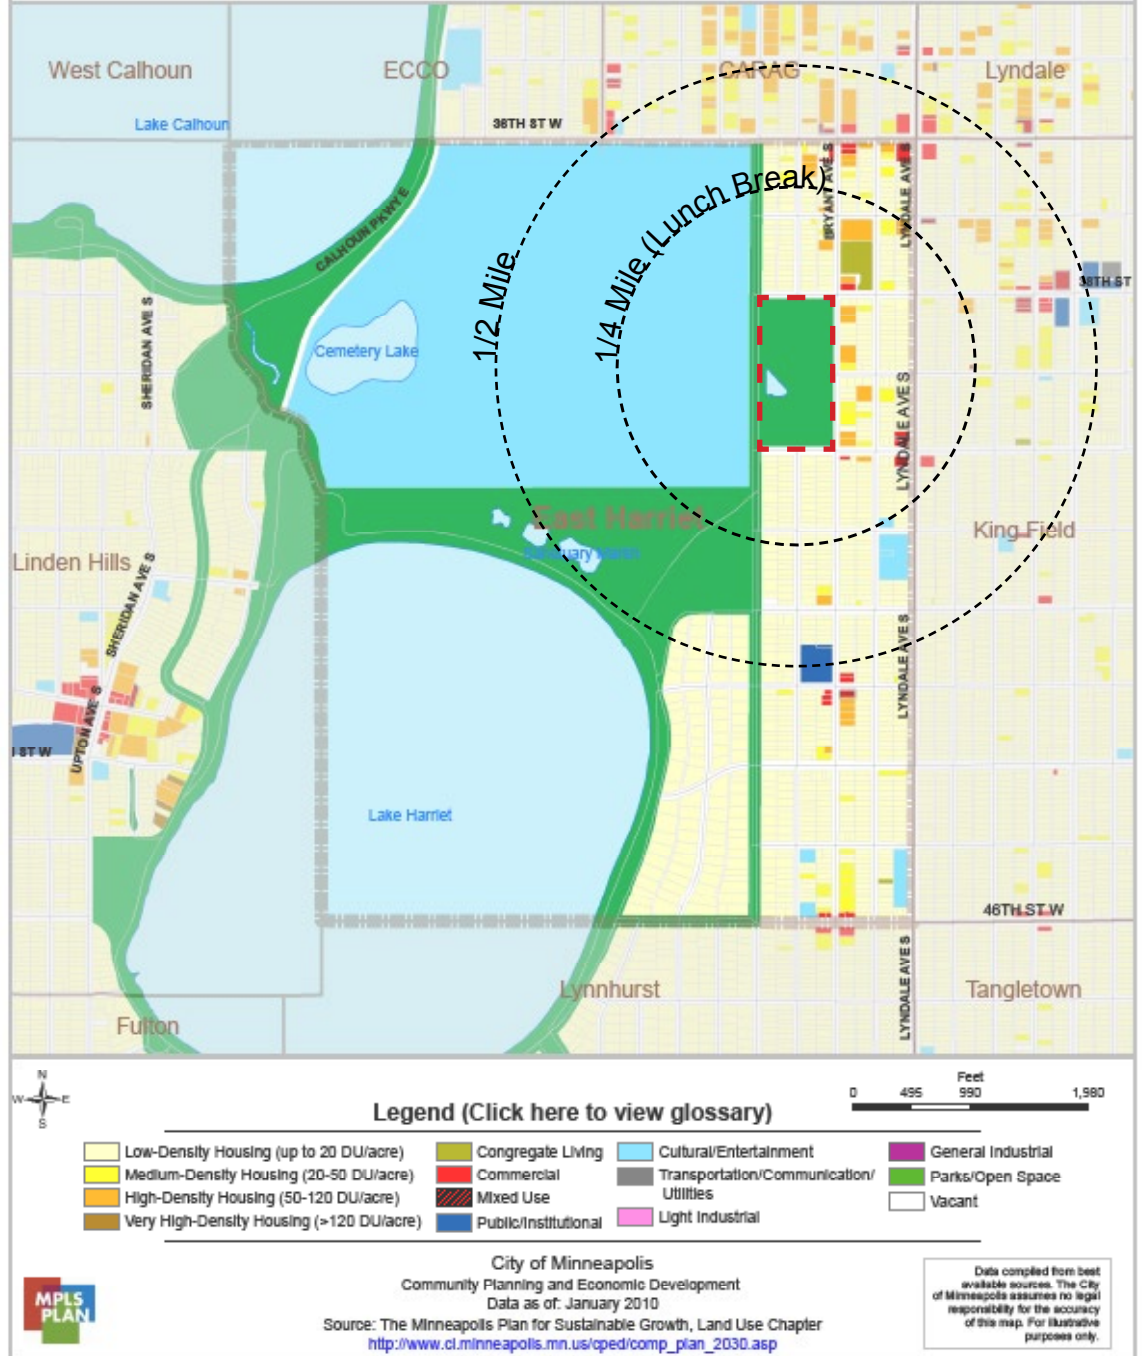 West Calhoun
ECCO
CARAG
Lyndale
Lake Calhoun
36TH ST W
CALHOUN PKWY E
BRYANT AVE S
LYNDALE AVE S
1/4 Mile (Lunch Break)
1/2 Mile
38TH ST
SHERIDAN AVE S
Cemetery Lake
LYNDALE AVE S
East Harriet
King Field
Sanctuary Marsh
Linden Hills
SHERIDAN AVE S
LYNDALE AVE S
UPTON AVE S
ST W
Lake Harriet
46TH ST W
LYNDALE AVE S
Lynnhurst
Tangletown
Fulton
N
W
E
S
Feet
0 495 990 1,980
Legend (Click here to view glossary)
Low-Density Housing (up to 20 DU/acre)
Medium-Density Housing (20-50 DU/acre)
High-Density Housing (50-120 DU/acre)
Very High-Density Housing (>120 DU/acre)
Congregate Living
Commercial
Mixed Use
Public/Institutional
Cultural/Entertainment
Transportation/Communication/
Utilities
Light Industrial
General Industrial
Parks/Open Space
Vacant
City of Minneapolis
Community Planning and Economic Development
Data as of: January 2010
Source: The Minneapolis Plan for Sustainable Growth, Land Use Chapter
http://www.ci.minneapolis.mn.us/cped/comp_plan_2030.asp
MPLS
PLAN
Data compiled from best
available sources. The City
of Minneapolis assumes no legal
responsibility for the accuracy
of this map. For illustrative
purposes only.